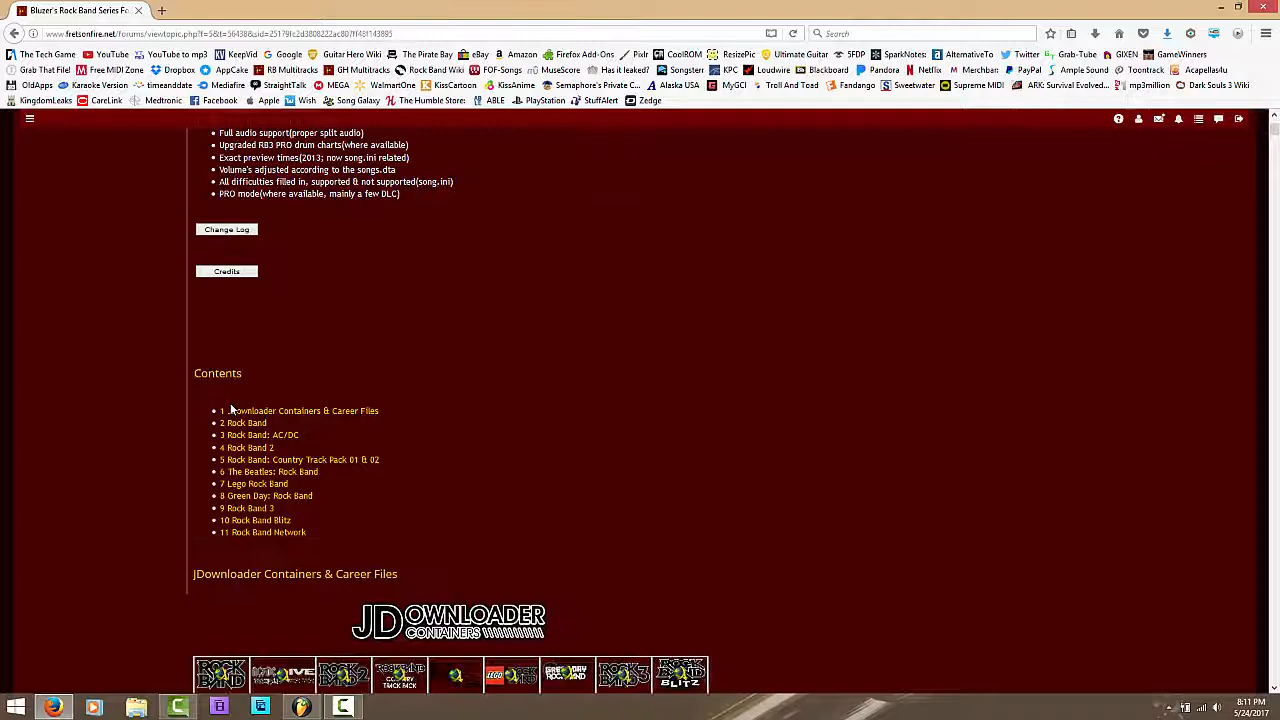 Bluzer's Rock Band Series Fo
www.fretsonfire.net/forums/viewtopic.php?f=5&t=56438&sid=25179f2d3808222ac807ff48f143895
Search
The Tech Game YouTube YouTube to mp3 KeepVid Google Guitar Hero Wiki The Pirate Bay eBay Amazon Firefox Add-Ons Pixlr CoolROM ResizePic Ultimate Guitar 5FDP SparkNotes AlternativeTo Twitter Grab-Tube GIXEN GameWinners
Grab That File! Free MIDI Zone Dropbox AppCake RB Multitracks GH Multitracks Rock Band Wiki FOF-Songs MuseScore Has it leaked? Songsterr KPC Loudwire Blackboard Pandora Netflix Merchbar PayPal Ample Sound Toontrack Acapellas4u
OldApps Karaoke Version timeanddate Mediafire StraightTalk MEGA WalmartOne KissCartoon KissAnime Semaphore's Private C... Alaska USA MyGCI Troll And Toad Fandango Sweetwater Supreme MIDI ARK: Survival Evolved... mp3million Dark Souls 3 Wiki
KingdomLeaks CareLink Medtronic Facebook Apple Wish Song Galaxy The Humble Store: ABLE PlayStation StuffAlert Zedge
Full audio support(proper split audio)
Upgraded RB3 PRO drum charts(where available)
Exact preview times(2013; now song.ini related)
Volume's adjusted according to the songs.dta
All difficulties filled in, supported & not supported(song.ini)
PRO mode(where available, mainly a few DLC)
Change Log
Credits
Contents
1 JDownloader Containers & Career Files
2 Rock Band
3 Rock Band: AC/DC
4 Rock Band 2
5 Rock Band: Country Track Pack 01 & 02
6 The Beatles: Rock Band
7 Lego Rock Band
8 Green Day: Rock Band
9 Rock Band 3
10 Rock Band Blitz
11 Rock Band Network
JDownloader Containers & Career Files
JDOWNLOADER
CONTAINERS
8:11 PM
5/24/2017